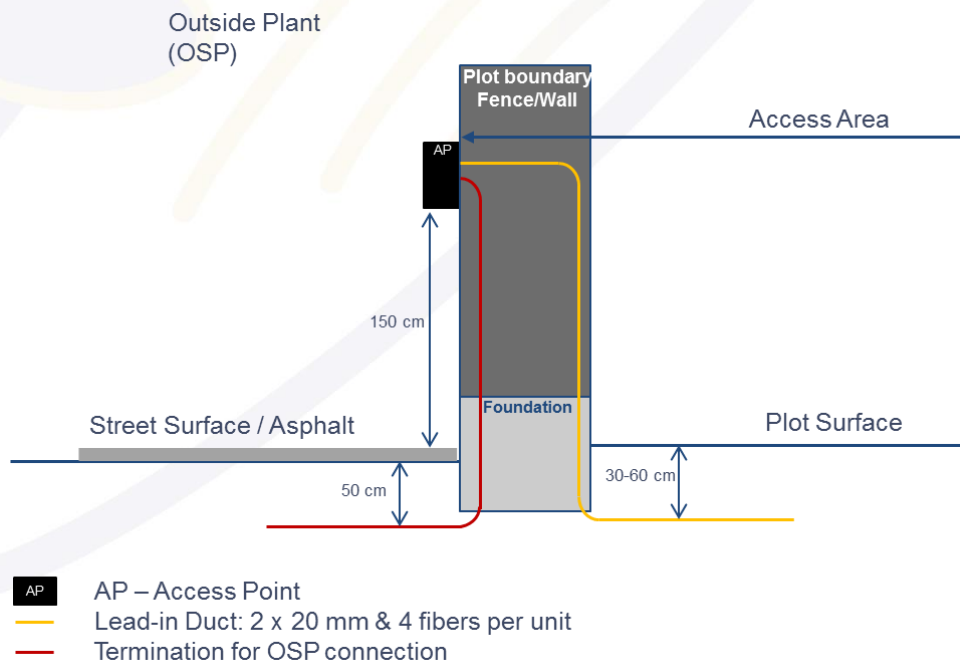 Outside Plant
(OSP)
Plot boundary
Fence/Wall
Access Area
AP
150 cm
Foundation
Street Surface / Asphalt
Plot Surface
50 cm
30-60 cm
AP
AP – Access Point
Lead-in Duct: 2 x 20 mm & 4 fibers per unit
Termination for OSP connection